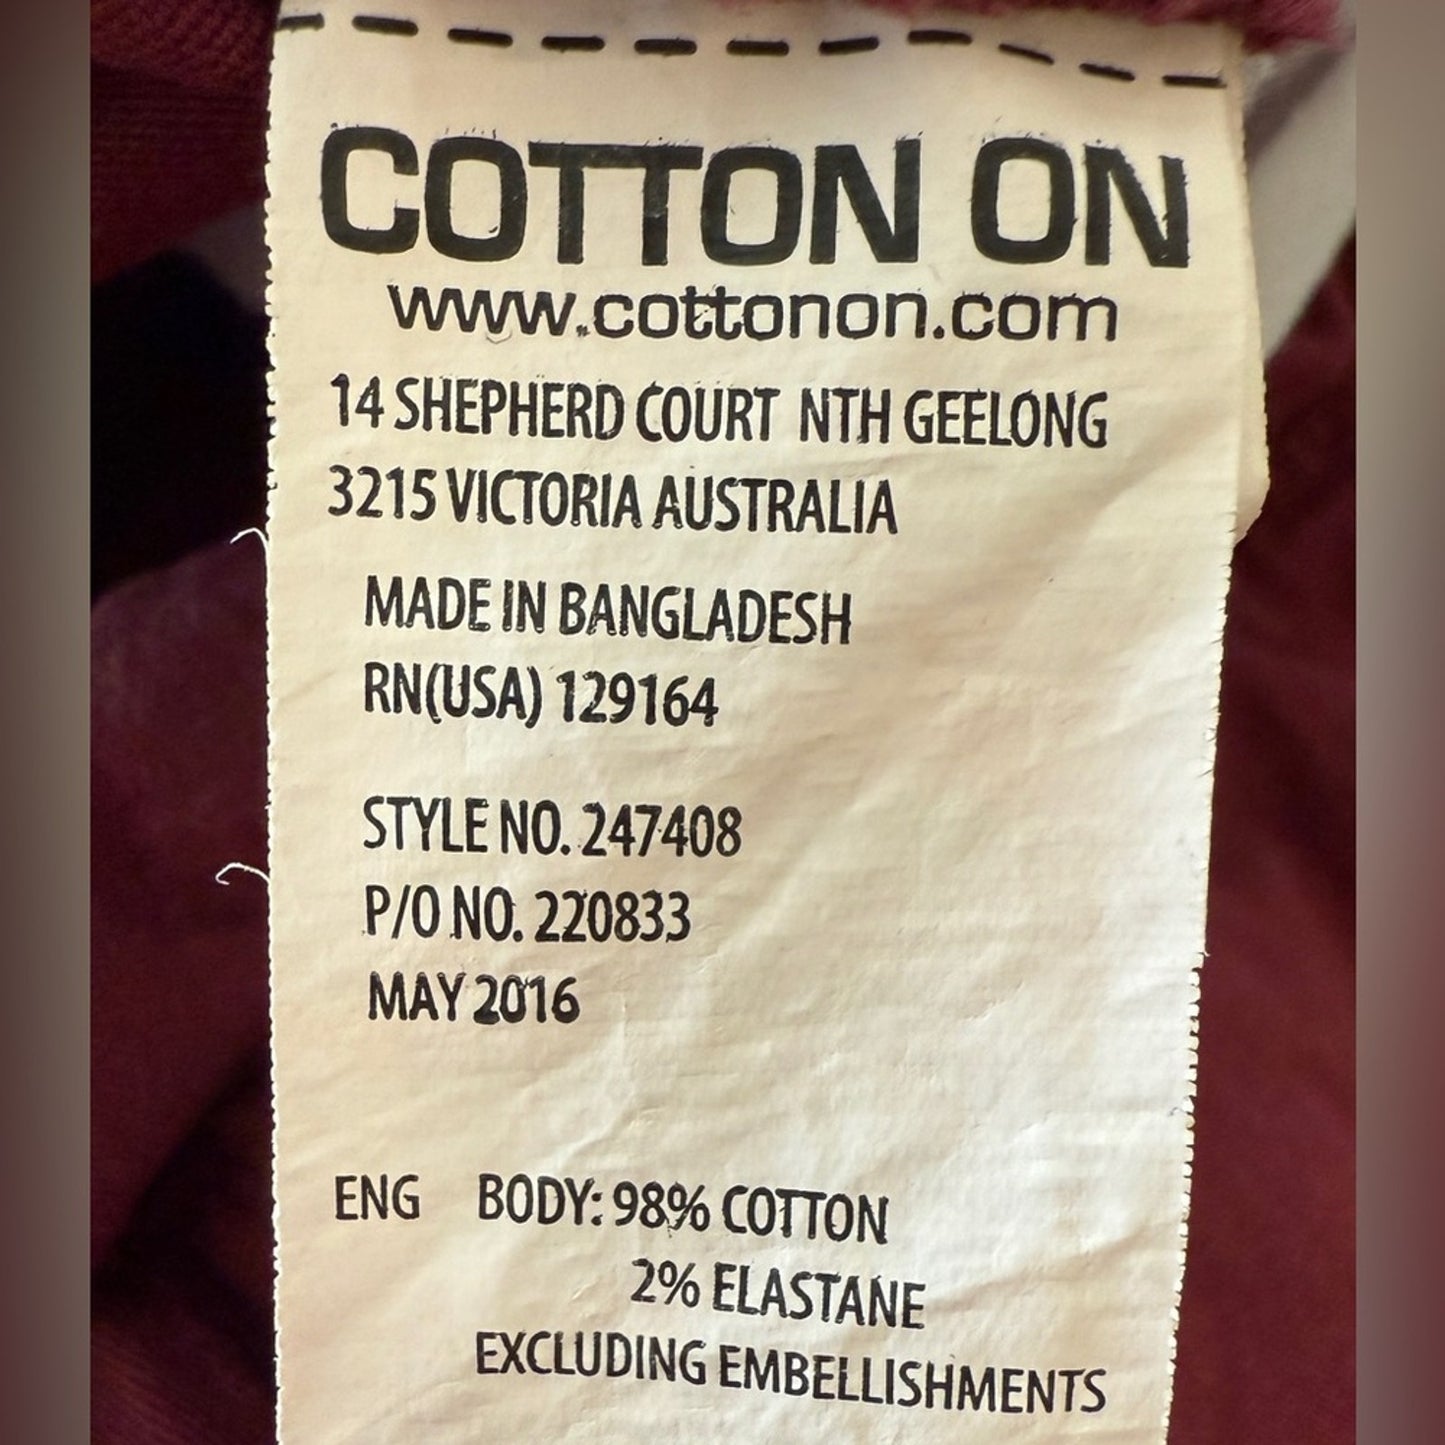 COTTON ON
www.cottonon.com
14 SHEPHERD COURT NTH GEELONG
3215 VICTORIA AUSTRALIA
MADE IN BANGLADESH
RN(USA) 129164
STYLE NO. 247408
P/O NO. 220833
MAY 2016
ENG BODY: 98% COTTON
2% ELASTANE
EXCLUDING EMBELLISHMENTS